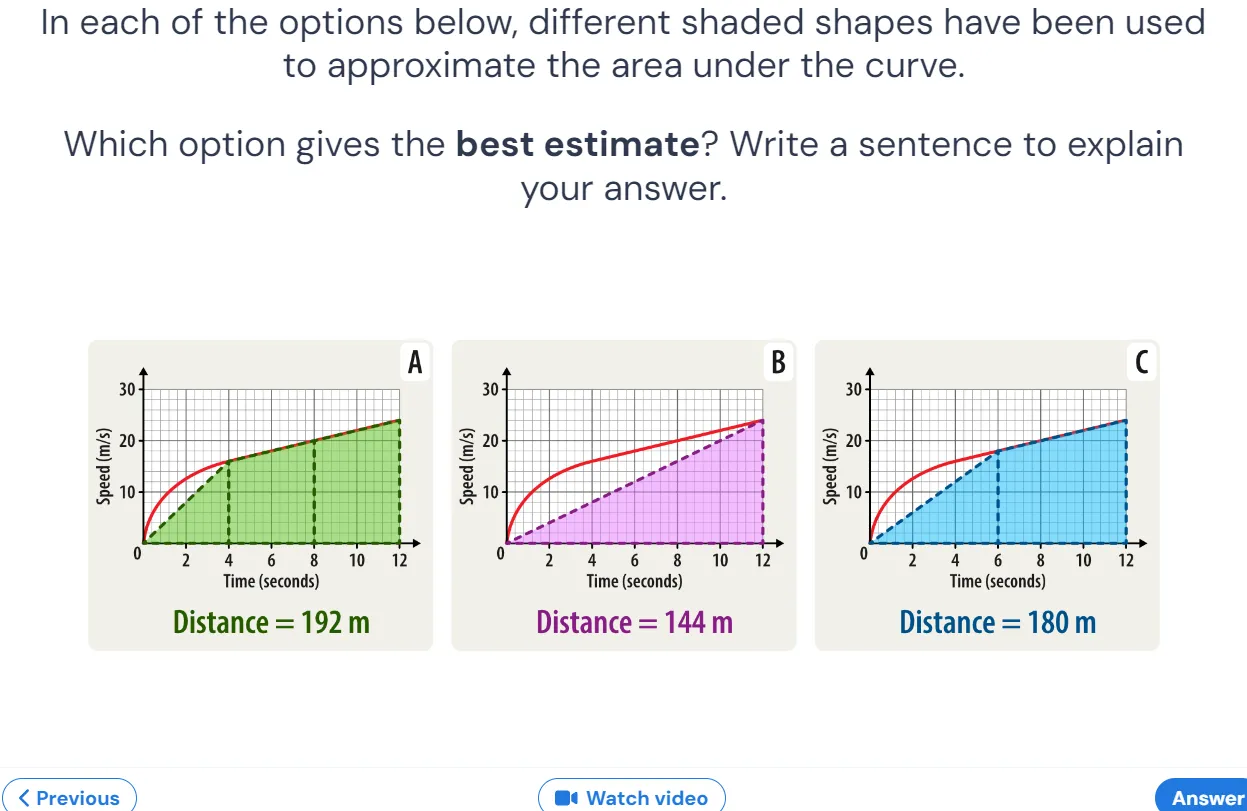 In each of the options below, different shaded shapes have been used
to approximate the area under the curve.
Which option gives the best estimate? Write a sentence to explain
your answer.
A
30
20
10
0
2 4 6 8 10 12
Speed (m/s)
Time (seconds)
Distance = 192 m
B
30
20
10
0
2 4 6 8 10 12
Speed (m/s)
Time (seconds)
Distance = 144 m
C
30
20
10
0
2 4 6 8 10 12
Speed (m/s)
Time (seconds)
Distance = 180 m
Previous
Watch video
Answer